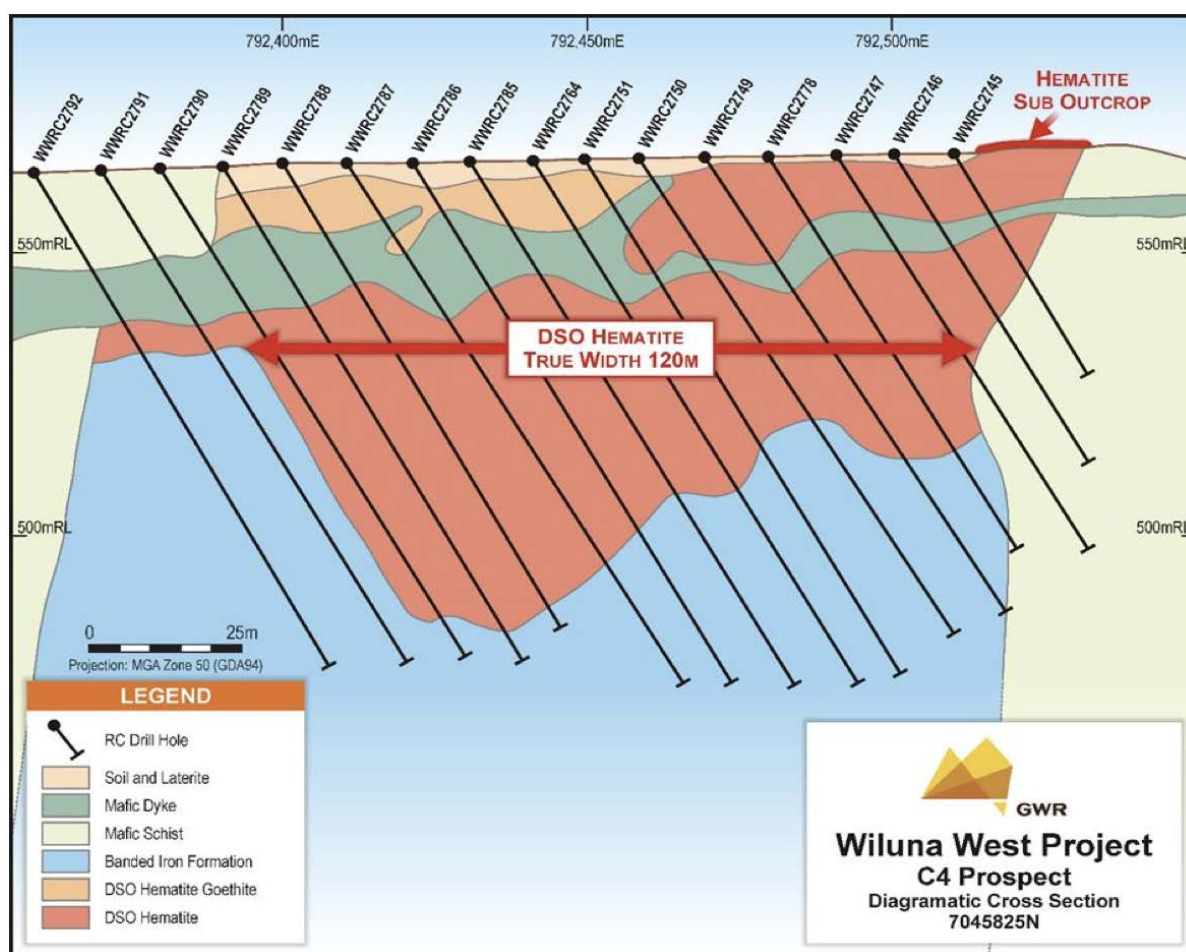 792,400mE
792,450mE
792,500mE
HEMATITE
SUB OUTCROP
WWRC2792
WWRC2791
WWRC2790
WWRC2789
WWRC2788
WWRC2787
WWRC2786
WWRC2785
WWRC2764
WWRC2751
WWRC2750
WWRC2749
WWRC2778
WWRC2747
WWRC2746
WWRC2745
550mRL
550mRL
DSO HEMATITE
TRUE WIDTH 120M
500mRL
500mRL
0
25m
Projection: MGA Zone 50 (GDA94)
LEGEND
RC Drill Hole
Soil and Laterite
Mafic Dyke
Mafic Schist
Banded Iron Formation
DSO Hematite Goethite
DSO Hematite
GWR
Wiluna West Project
C4 Prospect
Diagramatic Cross Section
7045825N